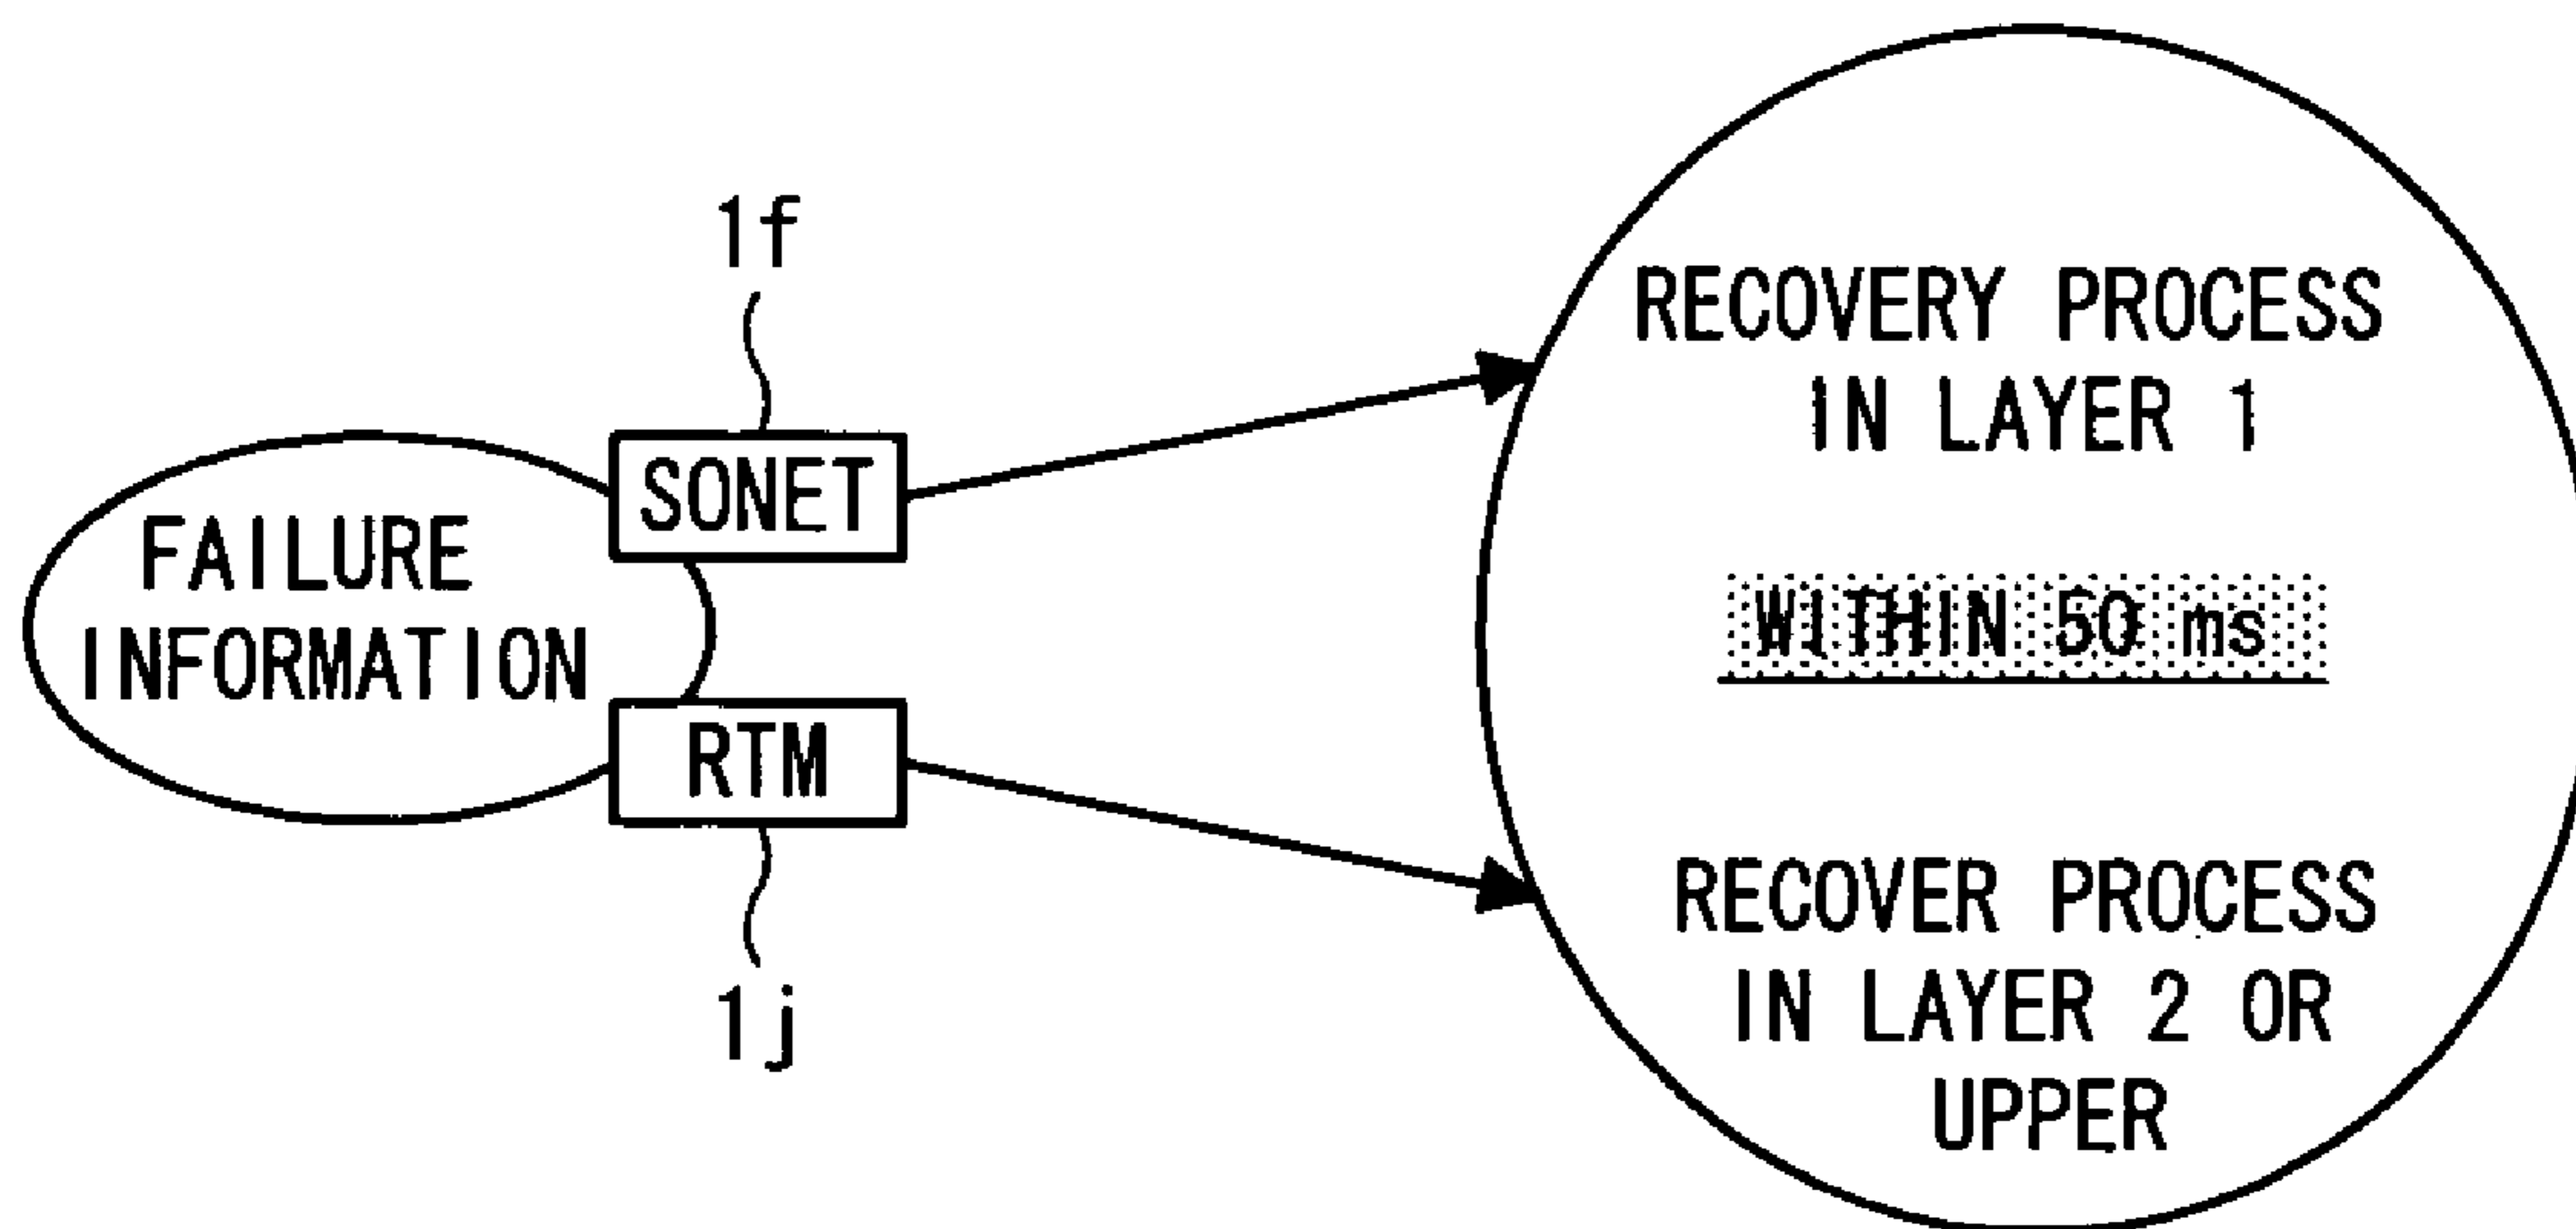 1f
SONET
FAILURE
INFORMATION
RTM
1j
RECOVERY PROCESS
IN LAYER 1
WITHIN 50 ms
RECOVER PROCESS
IN LAYER 2 OR
UPPER